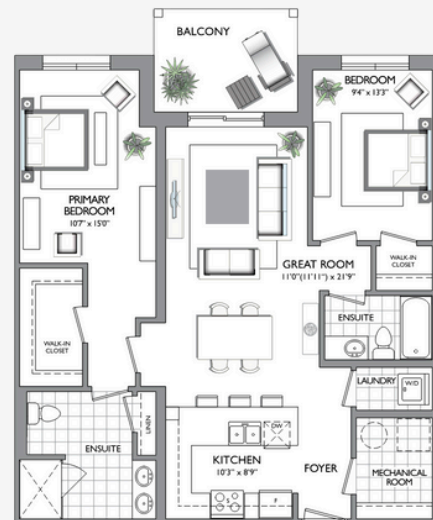 BALCONY
BEDROOM
9'4" x 13'3"
PRIMARY
BEDROOM
10'7" x 15'0"
GREAT ROOM
11'0"(11'11") x 21'9"
WALK-IN
CLOSET
ENSUITE
WALK-IN
CLOSET
LAUNDRY
W/D
LINEN
DW
ENSUITE
KITCHEN
10'3" x 8'9"
FOYER
MECHANICAL
ROOM
F